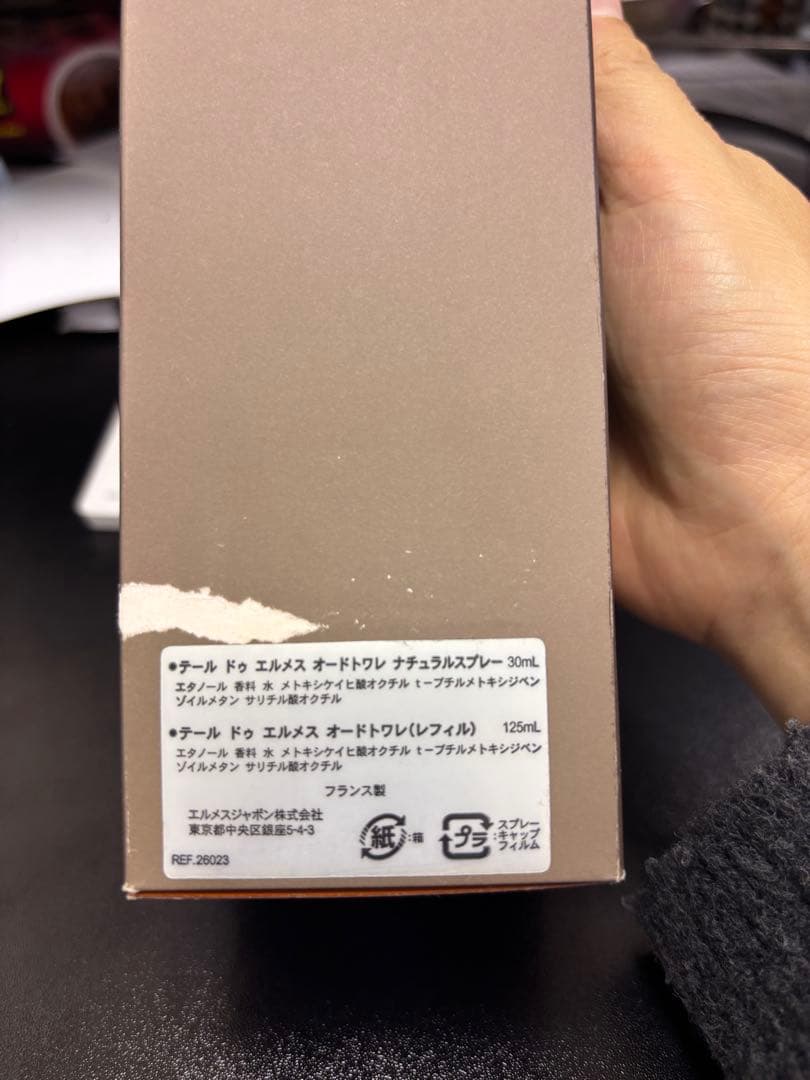 ●テール ドゥ エルメス オードトワレ ナチュラルスプレー 30mL
エタノール 香料 水 メトキシケイヒ酸オクチル t－ブチルメトキシジベン
ゾイルメタン サリチル酸オクチル
●テール ドゥ エルメス オードトワレ(レフィル) 125mL
エタノール 香料 水 メトキシケイヒ酸オクチル t－ブチルメトキシジベン
ゾイルメタン サリチル酸オクチル
フランス製
エルメスジャポン株式会社
東京都中央区銀座5-4-3
紙:箱
プラ:スプレー
キャップ
フィルム
REF.26023